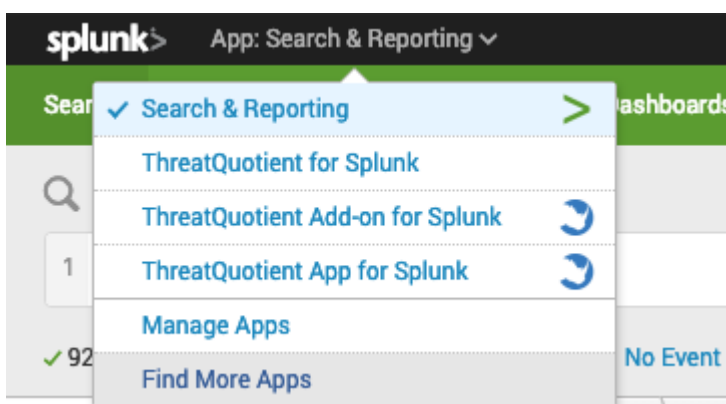 splunk> App: Search & Reporting
Sear
ashboards
Search & Reporting
ThreatQuotient for Splunk
ThreatQuotient Add-on for Splunk
1
ThreatQuotient App for Splunk
Manage Apps
92
No Event
Find More Apps